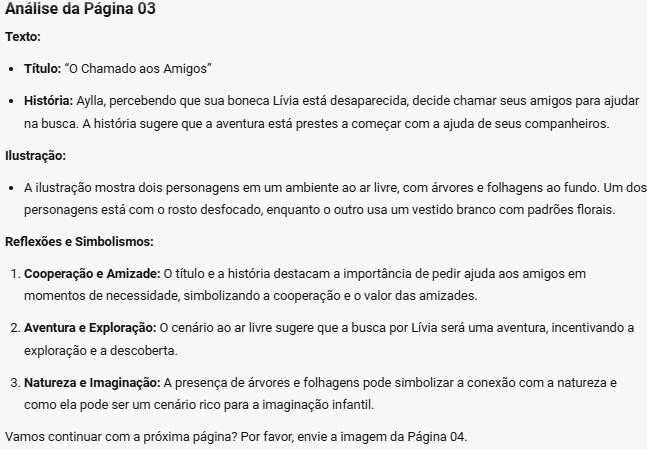 Análise da Página 03
Texto:
• Título: “O Chamado aos Amigos”
• História: Aylla, percebendo que sua boneca Lívia está desaparecida, decide chamar seus amigos para ajudar
na busca. A história sugere que a aventura está prestes a começar com a ajuda de seus companheiros.
Ilustração:
• A ilustração mostra dois personagens em um ambiente ao ar livre, com árvores e folhagens ao fundo. Um dos
personagens está com o rosto desfocado, enquanto o outro usa um vestido branco com padrões florais.
Reflexões e Simbolismos:
1. Cooperação e Amizade: O título e a história destacam a importância de pedir ajuda aos amigos em
momentos de necessidade, simbolizando a cooperação e o valor das amizades.
2. Aventura e Exploração: O cenário ao ar livre sugere que a busca por Lívia será uma aventura, incentivando a
exploração e a descoberta.
3. Natureza e Imaginação: A presença de árvores e folhagens pode simbolizar a conexão com a natureza e
como ela pode ser um cenário rico para a imaginação infantil.
Vamos continuar com a próxima página? Por favor, envie a imagem da Página 04.